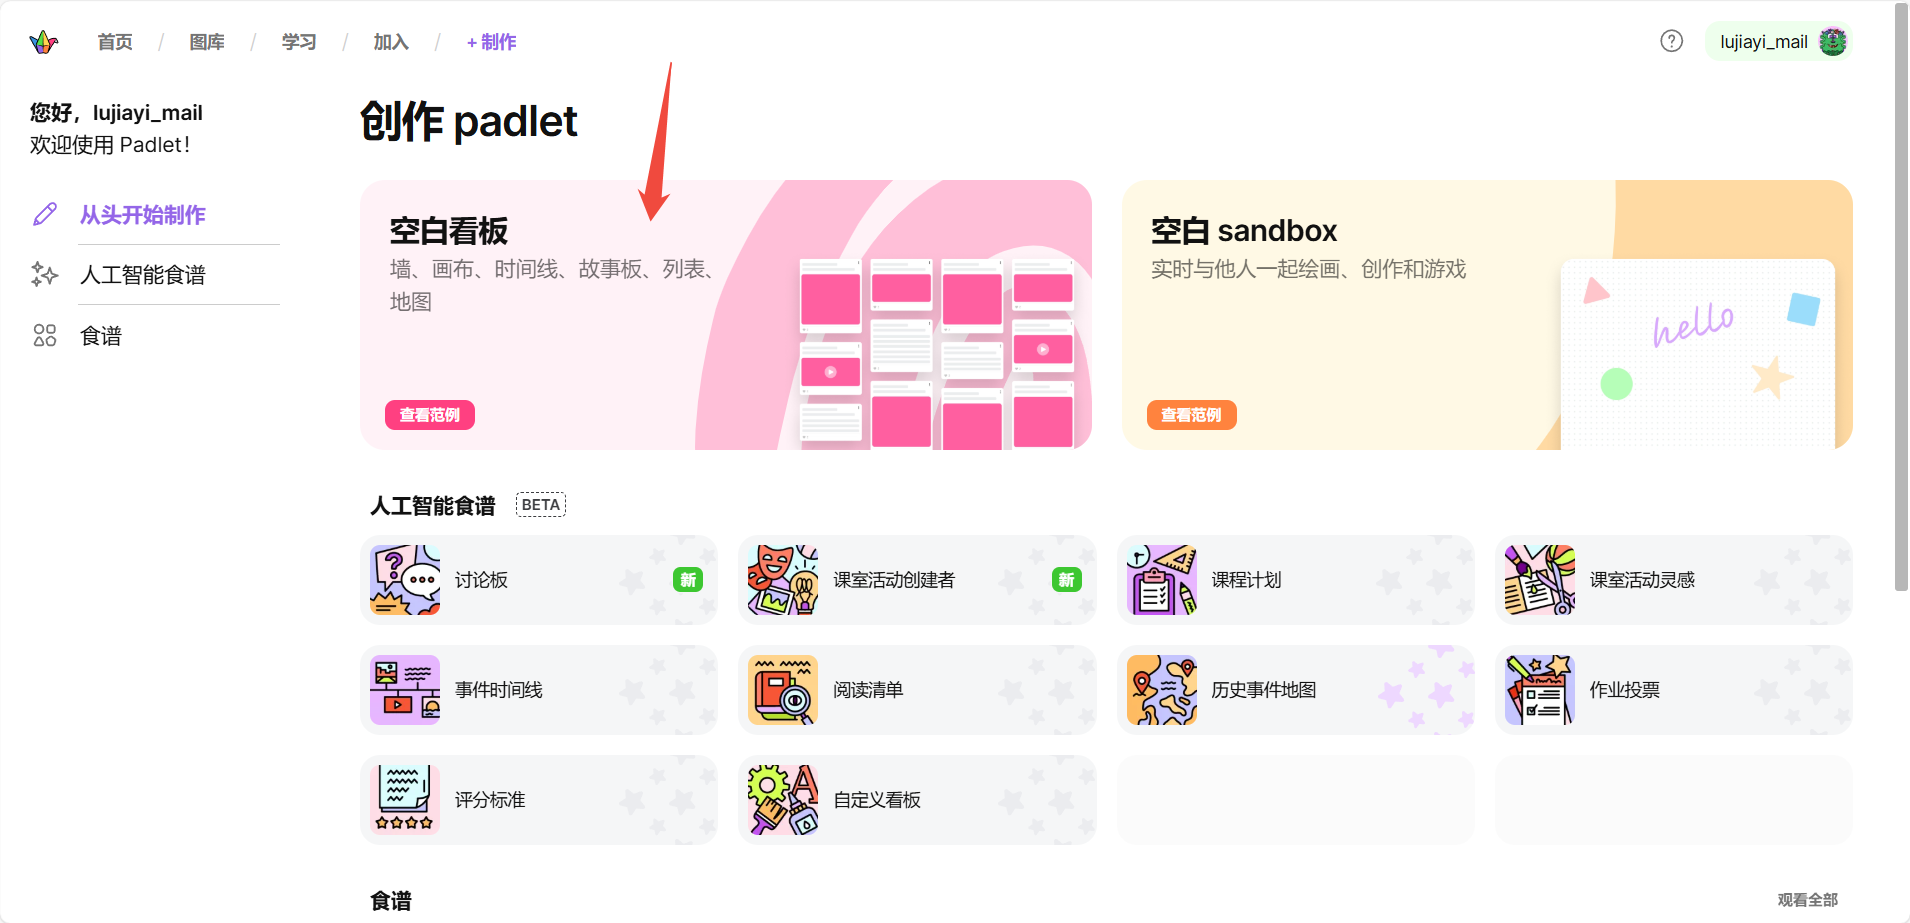 首页 / 图库 / 学习 / 加入 / + 制作
lujiayi_mail
您好，lujiayi_mail
欢迎使用 Padlet！
从头开始制作
人工智能食谱
食谱
创作 padlet
空白看板
墙、画布、时间线、故事板、列表、
地图
查看范例
空白 sandbox
实时与他人一起绘画、创作和游戏
hello
查看范例
人工智能食谱 BETA
讨论板 新
课室活动创建者 新
课程计划
课室活动灵感
事件时间线
阅读清单
历史事件地图
作业投票
评分标准
自定义看板
食谱
观看全部